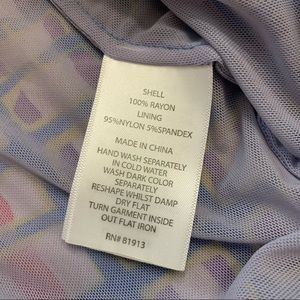 SHELL
100% RAYON
LINING
95%NYLON 5%SPANDEX
MADE IN CHINA
HAND WASH SEPARATELY
IN COLD WATER
WASH DARK COLOR
SEPARATELY
RESHAPE WHILST DAMP
DRY FLAT
TURN GARMENT INSIDE
OUT FLAT IRON
RN# 81913